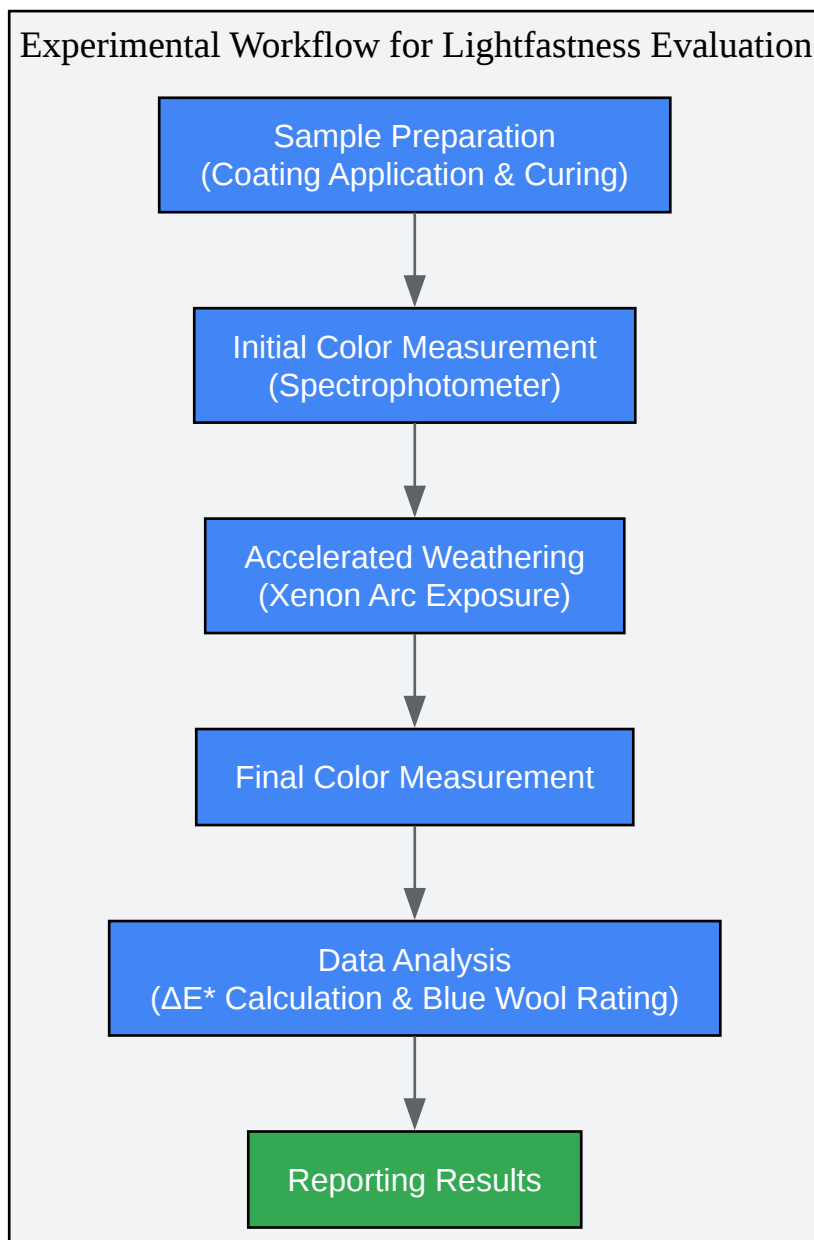 Experimental Workflow for Lightfastness Evaluation
Sample Preparation
(Coating Application & Curing)
Initial Color Measurement
(Spectrophotometer)
Accelerated Weathering
(Xenon Arc Exposure)
Final Color Measurement
Data Analysis
(ΔE* Calculation & Blue Wool Rating)
Reporting Results